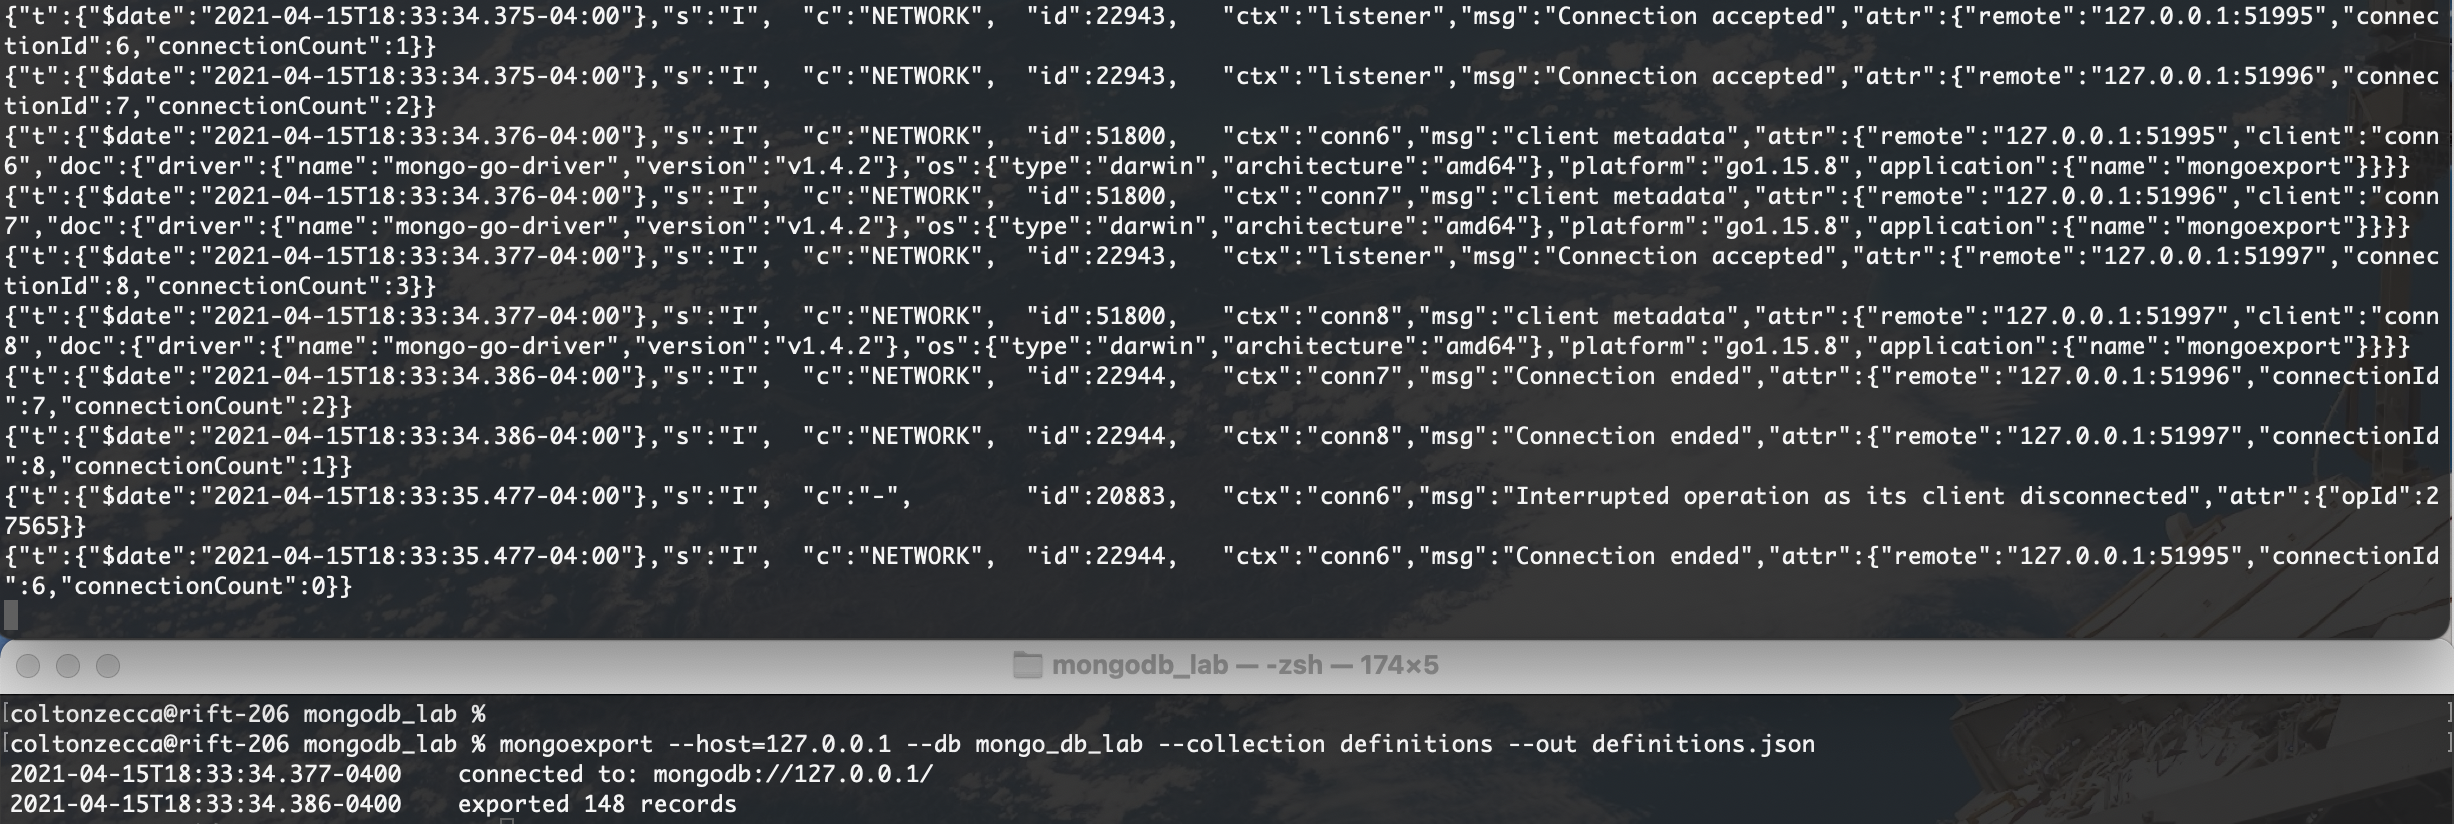 {"t":{"$date":"2021-04-15T18:33:34.375-04:00"},"s":"I",  "c":"NETWORK",  "id":22943,   "ctx":"listener","msg":"Connection accepted","attr":{"remote":"127.0.0.1:51995","connec
tionId":6,"connectionCount":1}}
{"t":{"$date":"2021-04-15T18:33:34.375-04:00"},"s":"I",  "c":"NETWORK",  "id":22943,   "ctx":"listener","msg":"Connection accepted","attr":{"remote":"127.0.0.1:51996","connec
tionId":7,"connectionCount":2}}
{"t":{"$date":"2021-04-15T18:33:34.376-04:00"},"s":"I",  "c":"NETWORK",  "id":51800,   "ctx":"conn6","msg":"client metadata","attr":{"remote":"127.0.0.1:51995","client":"conn
6","doc":{"driver":{"name":"mongo-go-driver","version":"v1.4.2"},"os":{"type":"darwin","architecture":"amd64"},"platform":"go1.15.8","application":{"name":"mongoexport"}}}}
{"t":{"$date":"2021-04-15T18:33:34.376-04:00"},"s":"I",  "c":"NETWORK",  "id":51800,   "ctx":"conn7","msg":"client metadata","attr":{"remote":"127.0.0.1:51996","client":"conn
7","doc":{"driver":{"name":"mongo-go-driver","version":"v1.4.2"},"os":{"type":"darwin","architecture":"amd64"},"platform":"go1.15.8","application":{"name":"mongoexport"}}}}
{"t":{"$date":"2021-04-15T18:33:34.377-04:00"},"s":"I",  "c":"NETWORK",  "id":22943,   "ctx":"listener","msg":"Connection accepted","attr":{"remote":"127.0.0.1:51997","connec
tionId":8,"connectionCount":3}}
{"t":{"$date":"2021-04-15T18:33:34.377-04:00"},"s":"I",  "c":"NETWORK",  "id":51800,   "ctx":"conn8","msg":"client metadata","attr":{"remote":"127.0.0.1:51997","client":"conn
8","doc":{"driver":{"name":"mongo-go-driver","version":"v1.4.2"},"os":{"type":"darwin","architecture":"amd64"},"platform":"go1.15.8","application":{"name":"mongoexport"}}}}
{"t":{"$date":"2021-04-15T18:33:34.386-04:00"},"s":"I",  "c":"NETWORK",  "id":22944,   "ctx":"conn7","msg":"Connection ended","attr":{"remote":"127.0.0.1:51996","connectionId
":7,"connectionCount":2}}
{"t":{"$date":"2021-04-15T18:33:34.386-04:00"},"s":"I",  "c":"NETWORK",  "id":22944,   "ctx":"conn8","msg":"Connection ended","attr":{"remote":"127.0.0.1:51997","connectionId
":8,"connectionCount":1}}
{"t":{"$date":"2021-04-15T18:33:35.477-04:00"},"s":"I",  "c":"-",        "id":20883,   "ctx":"conn6","msg":"Interrupted operation as its client disconnected","attr":{"opId":2
7565}}
{"t":{"$date":"2021-04-15T18:33:35.477-04:00"},"s":"I",  "c":"NETWORK",  "id":22944,   "ctx":"conn6","msg":"Connection ended","attr":{"remote":"127.0.0.1:51995","connectionId
":6,"connectionCount":0}}
mongodb_lab — -zsh — 174×5
[coltonzecca@rift-206 mongodb_lab % ]
[coltonzecca@rift-206 mongodb_lab % mongoexport --host=127.0.0.1 --db mongo_db_lab --collection definitions --out definitions.json ]
2021-04-15T18:33:34.377-0400    connected to: mongodb://127.0.0.1/
2021-04-15T18:33:34.386-0400    exported 148 records